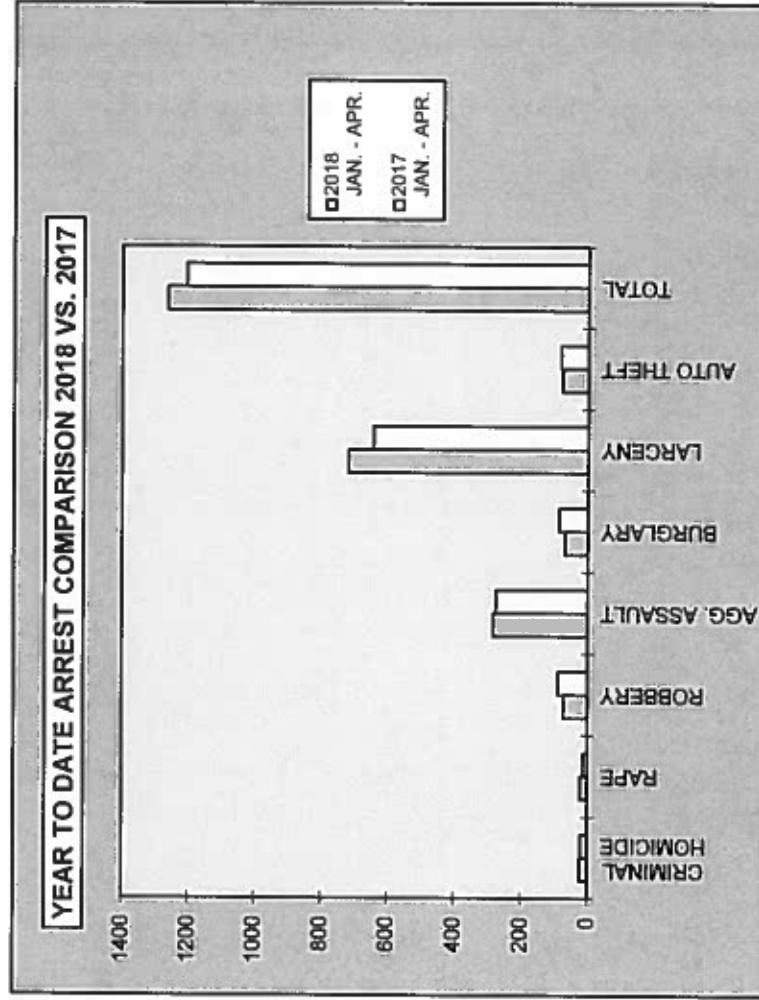 YEAR TO DATE ARREST COMPARISON 2018 VS. 2017
1400
1200
1000
800
600
400
200
0
CRIMINAL
HOMICIDE
RAPE
ROBBERY
AGG. ASSAULT
BURGLARY
LARCENY
AUTO THEFT
TOTAL
2018
JAN. - APR.
2017
JAN. - APR.